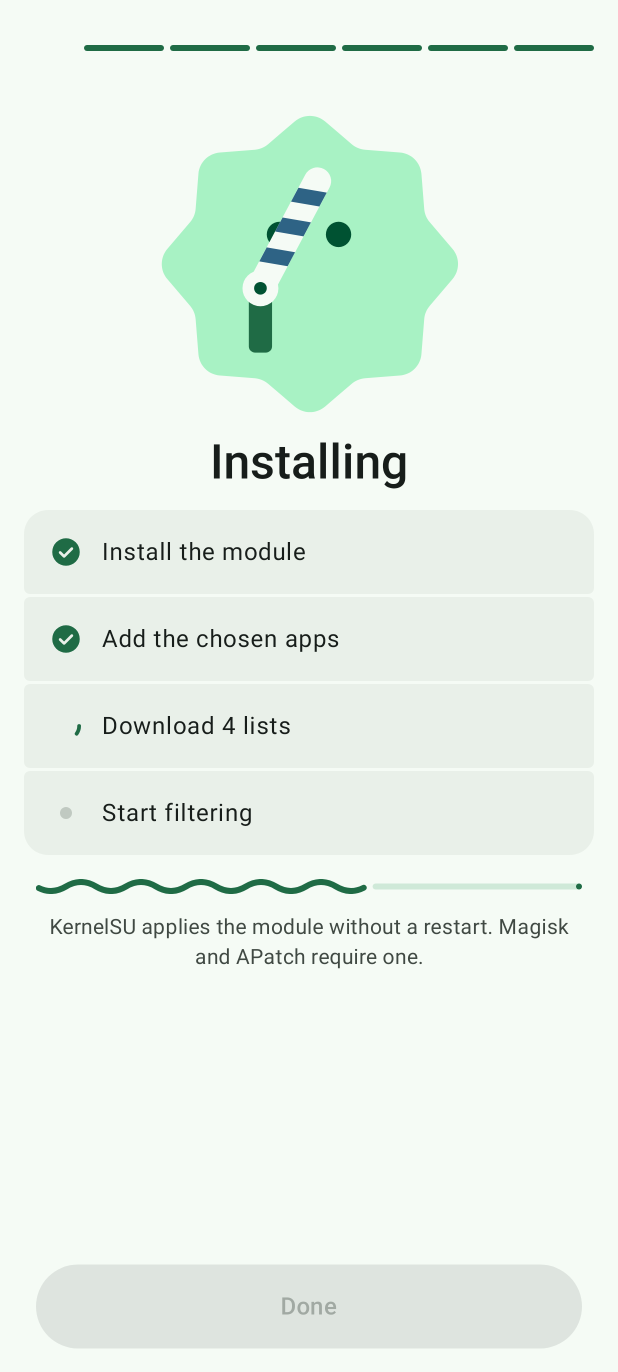 Installing
Install the module
Add the chosen apps
Download 4 lists
Start filtering
KernelSU applies the module without a restart. Magisk
and APatch require one.
Done